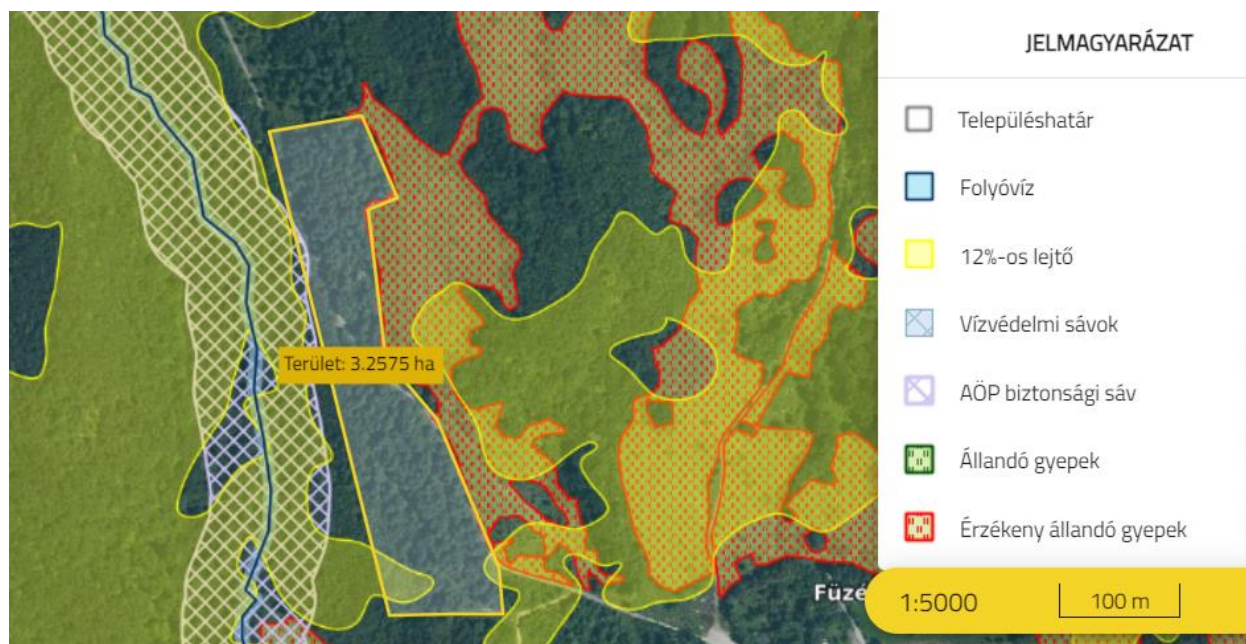 JELMAGYARÁZAT
Településhatár
Folyóvíz
12%-os lejtő
Vízvédelmi sávok
AÖP biztonsági sáv
Állandó gyepek
Érzékeny állandó gyepek
Terület: 3.2575 ha
Füzé
1:5000
100 m